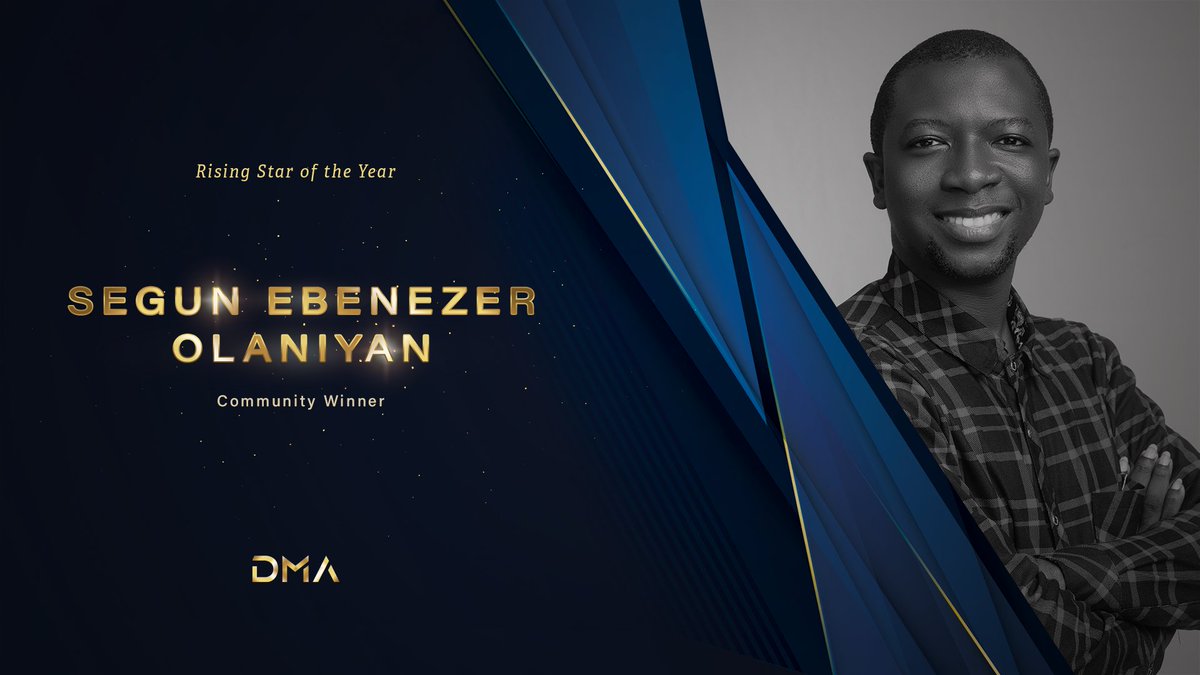 Rising Star of the Year
SEGUN EBENEZER
OLANIYAN
Community Winner
DMA